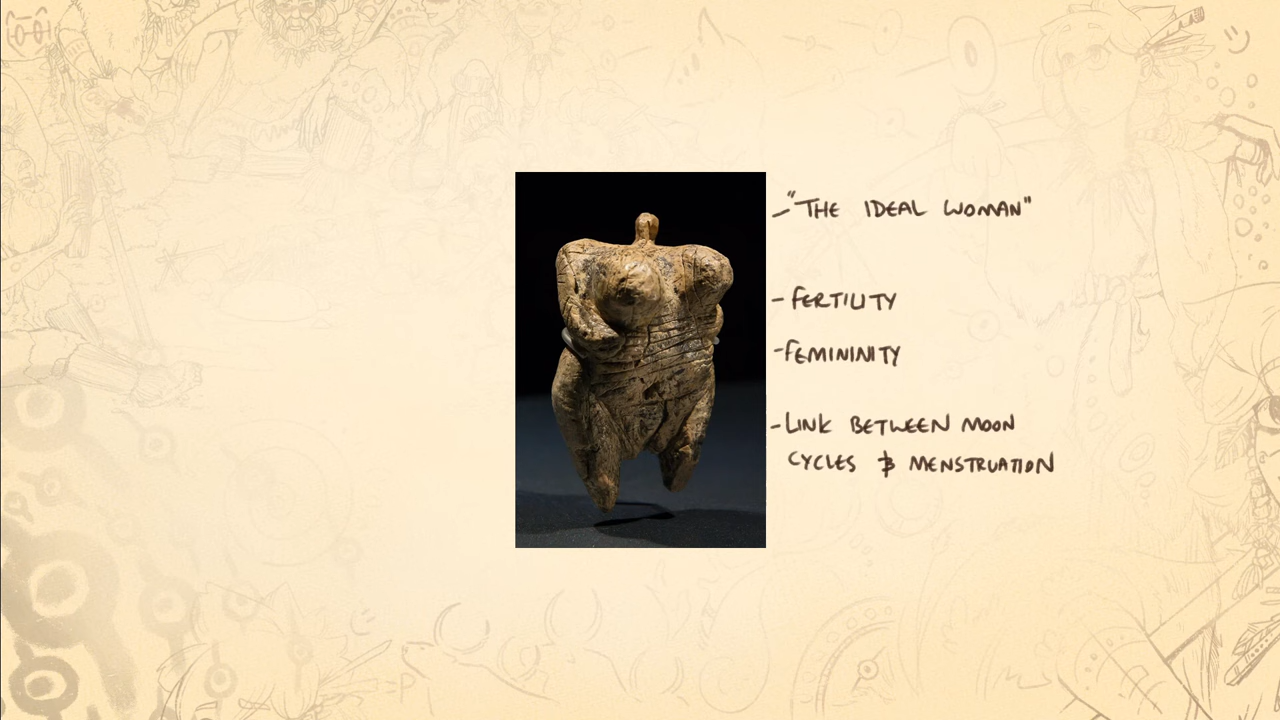 - "THE IDEAL WOMAN"
- FERTILITY
- FEMININITY
- LINK BETWEEN MOON
CYCLES & MENSTRUATION